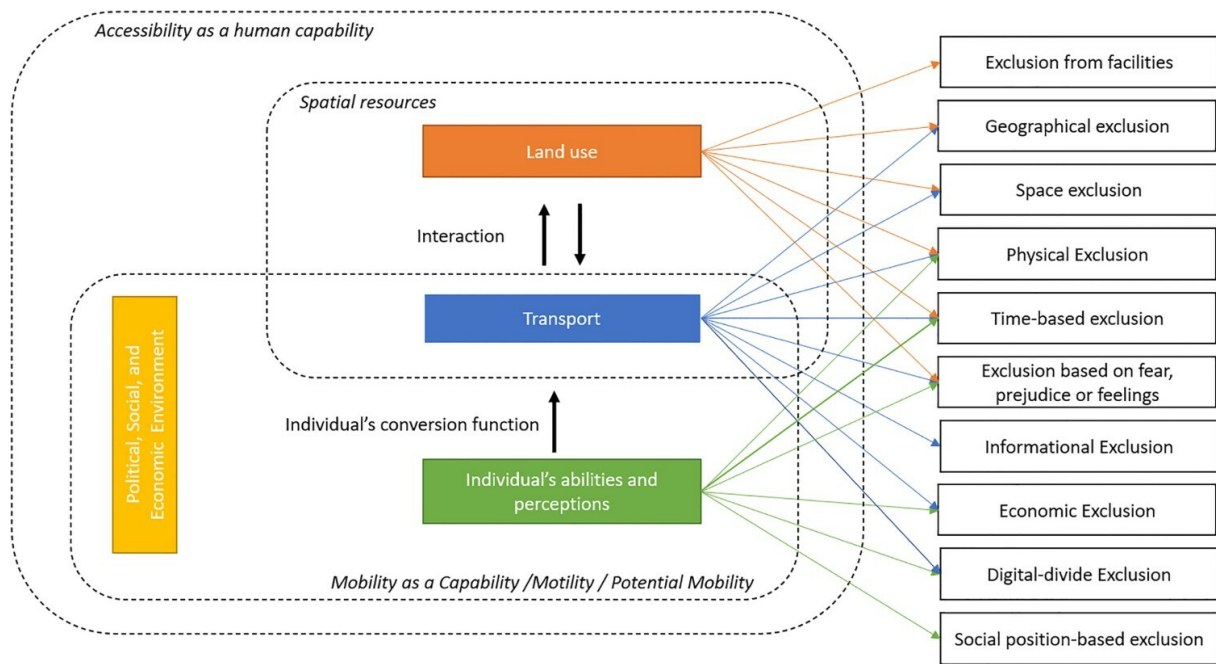 Accessibility as a human capability
Spatial resources
Land use
Interaction
Transport
Political, Social, and
Economic Environment
Individual's conversion function
Individual's abilities and
perceptions
Mobility as a Capability /Motility / Potential Mobility
Exclusion from facilities
Geographical exclusion
Space exclusion
Physical Exclusion
Time-based exclusion
Exclusion based on fear,
prejudice or feelings
Informational Exclusion
Economic Exclusion
Digital-divide Exclusion
Social position-based exclusion